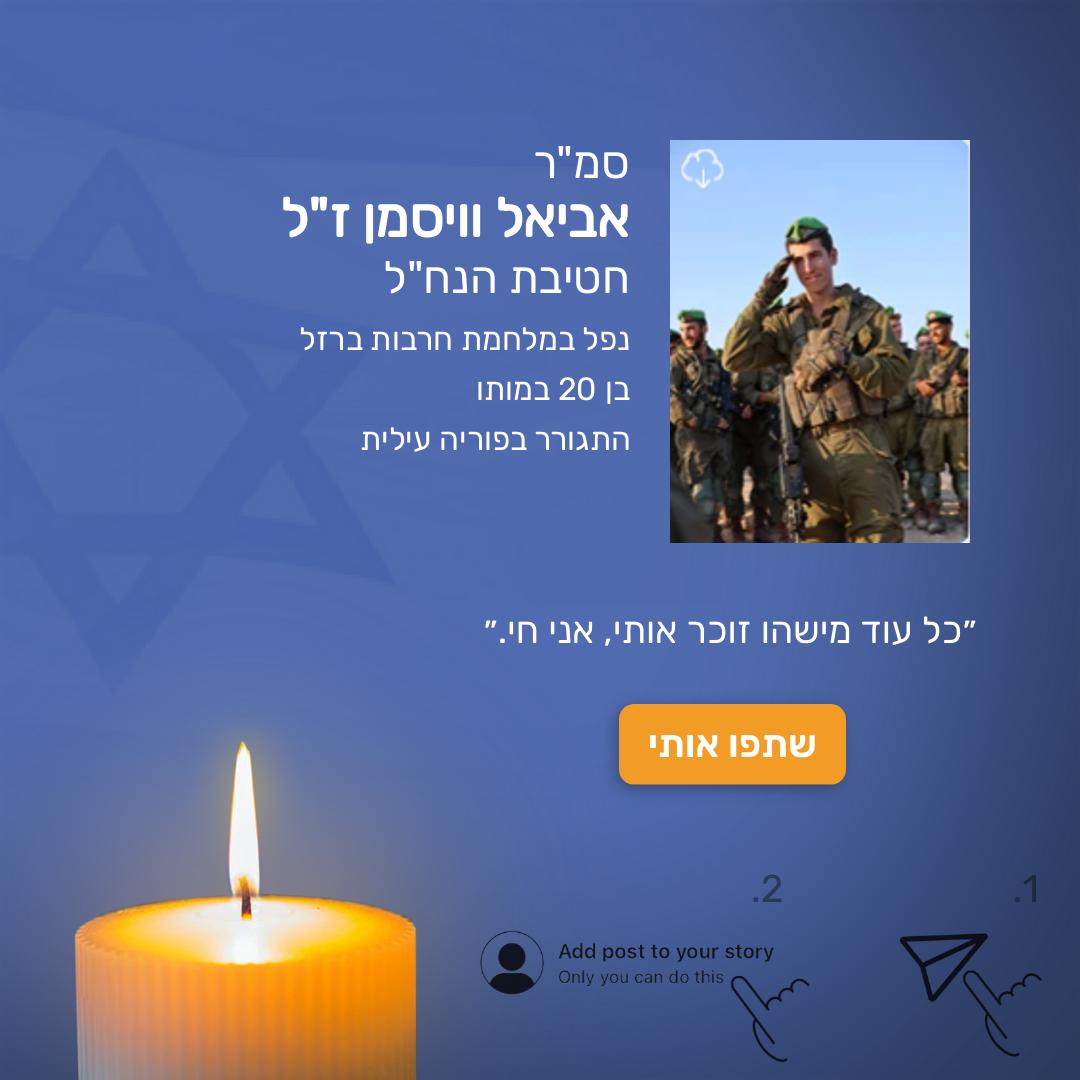 סמ"ר
אביאל וויסמן ז"ל
חטיבת הנח"ל
נפל במלחמת חרבות ברזל
בן 20 במותו
התגורר בפוריה עילית
״כל עוד מישהו זוכר אותי, אני חי.״
שתפו אותי
.1
.2
Add post to your story
Only you can do this